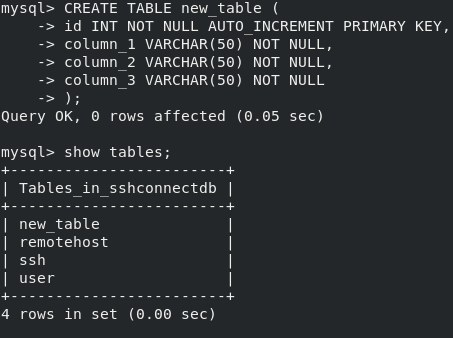 mysql> CREATE TABLE new_table (
    -> id INT NOT NULL AUTO_INCREMENT PRIMARY KEY,
    -> column_1 VARCHAR(50) NOT NULL,
    -> column_2 VARCHAR(50) NOT NULL,
    -> column_3 VARCHAR(50) NOT NULL
    -> );
Query OK, 0 rows affected (0.05 sec)

mysql> show tables;
+------------------------+
| Tables_in_sshconnectdb |
+------------------------+
| new_table              |
| remotehost             |
| ssh                    |
| user                   |
+------------------------+
4 rows in set (0.00 sec)